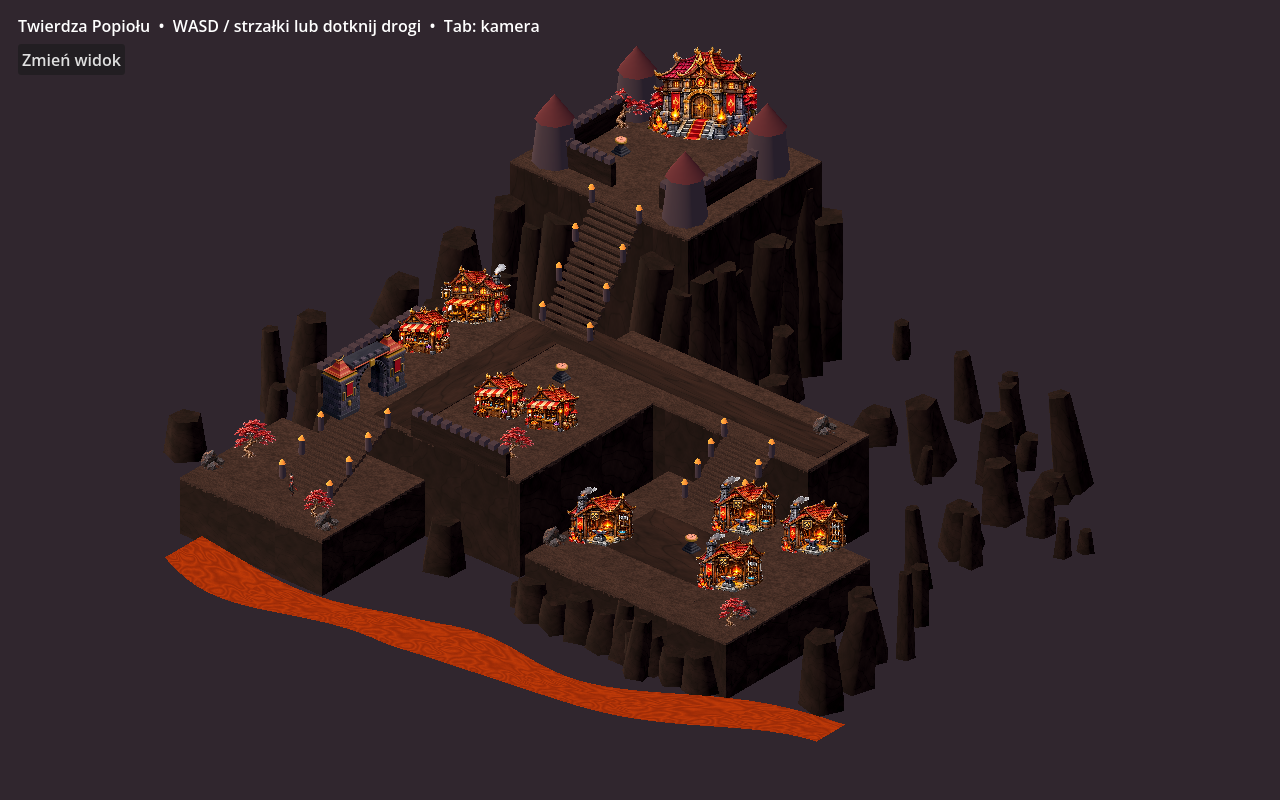 Twierdza Popiołu • WASD / strzałki lub dotknij drogi • Tab: kamera
Zmień widok